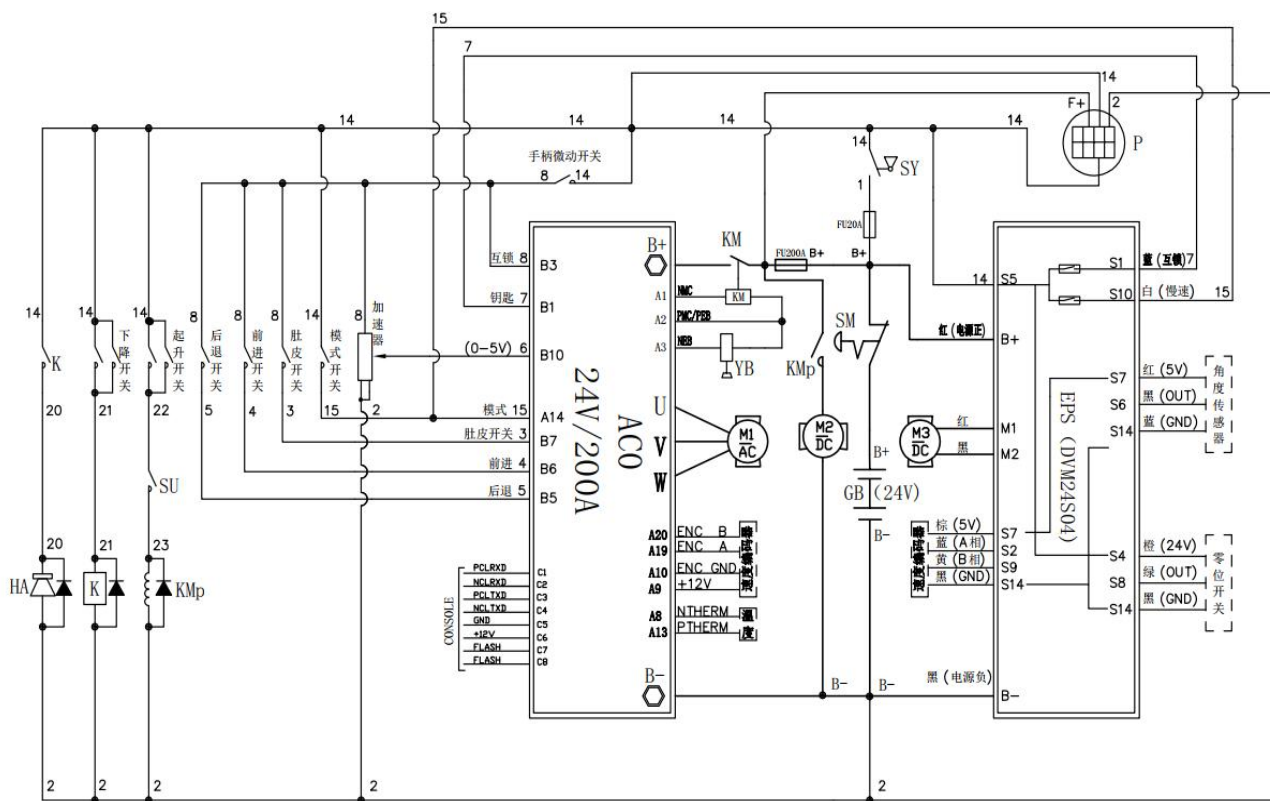 15
7
14
F+
2
P
14
14
14
14
14
手柄微动开关
8
14
14
SY
1
FU20A
8
8
8
14
8
互锁 8
B3
B+
KM
FU200A
B+
B+
14
S5
S1
蓝(互锁)7
S10
白(慢速)
15
钥匙 7
B1
A1
NMC
KM
A2
PMC/PEB
A3
NEB
YB
SM
KMp
红(电源正)
B+
14
K
14
下降开关
14
起升开关
后退开关
前进开关
肚皮开关
模式开关
加速器
(0-5V) 6
B10
20
21
22
5
4
3
15
2
模式 15
A14
肚皮开关 3
B7
前进 4
B6
后退 5
B5
24V/200A
ACO
U
V
W
M1
AC
M2
DC
M3
DC
红
黑
M1
M2
EPS (DVM24S04)
S7
红(5V)
S6
黑(OUT)
S14
蓝(GND)
角度传感器
SU
B+
GB (24V)
B-
20
21
23
HA
K
KMp
A20
ENC B
A19
ENC A
A10
ENC GND
A9
+12V
速度编码器
A8
NTHERM
A13
PTHERM
温度
速度编码器
棕(5V)
S7
蓝(A相)
S2
黄(B相)
S9
黑(GND)
S14
S4
橙(24V)
S8
绿(OUT)
S14
黑(GND)
零位开关
CONSOLE
PCLRXD
C1
NCLRXD
C2
PCLTXD
C3
NCLTXD
C4
GND
C5
+12V
C6
FLASH
C7
FLASH
C8
B-
B-
B-
黑(电源负)
B-
2
2
2
2
2